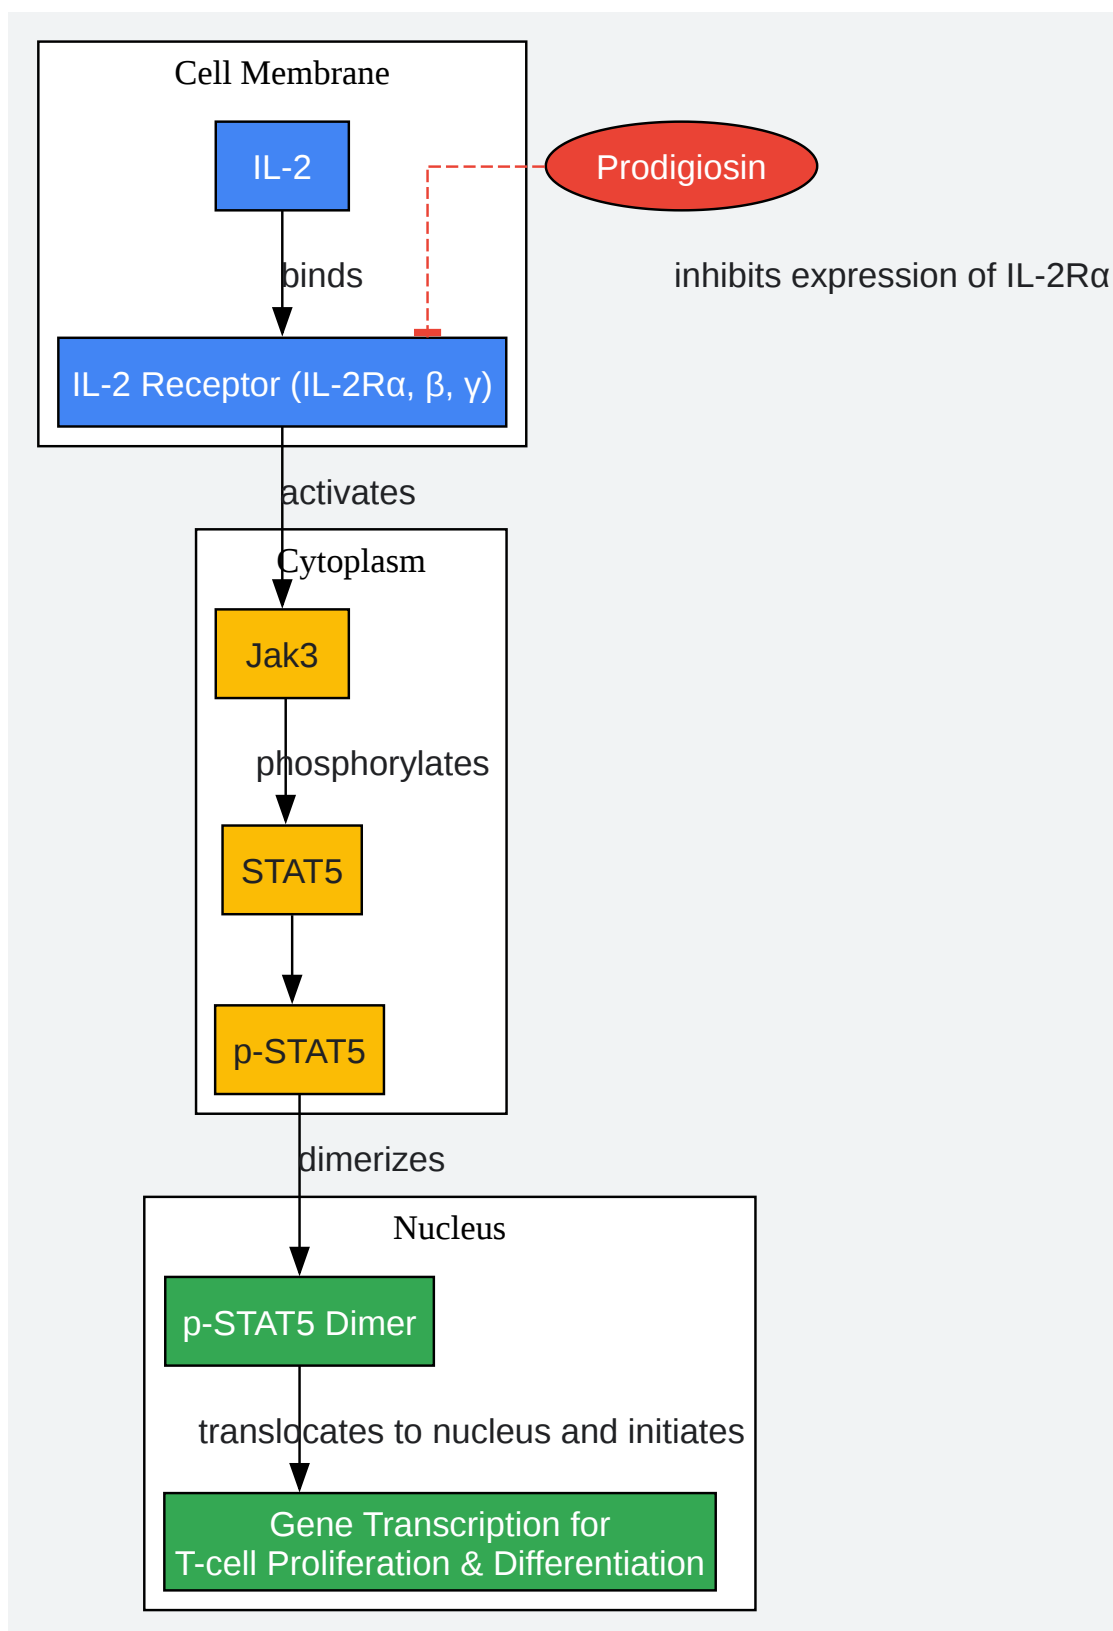 Cell Membrane
IL-2
Prodigiosin
binds
inhibits expression of IL-2Rα
IL-2 Receptor (IL-2Rα, β, γ)
activates
Cytoplasm
Jak3
phosphorylates
STAT5
p-STAT5
dimerizes
Nucleus
p-STAT5 Dimer
translocates to nucleus and initiates
Gene Transcription for
T-cell Proliferation & Differentiation